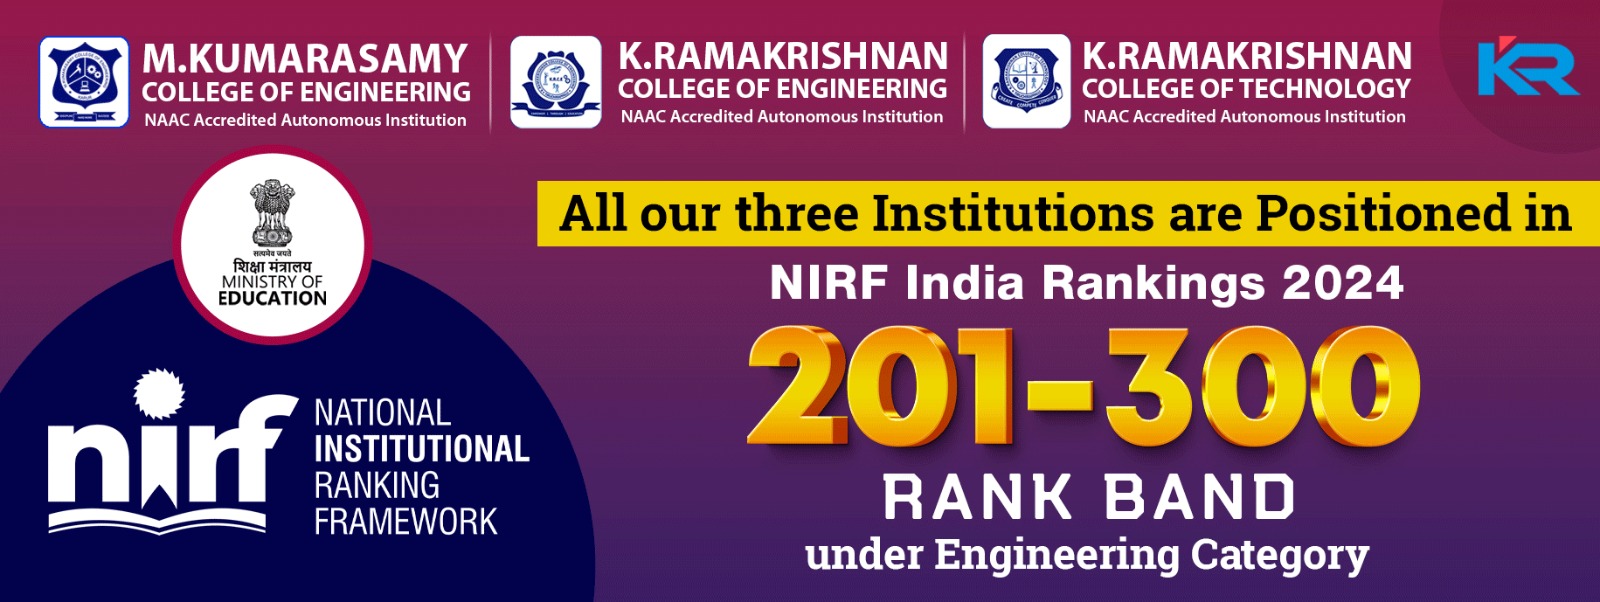 M.KUMARASAMY
COLLEGE OF ENGINEERING
NAAC Accredited Autonomous Institution
K.RAMAKRISHNAN
COLLEGE OF ENGINEERING
NAAC Accredited Autonomous Institution
K.RAMAKRISHNAN
COLLEGE OF TECHNOLOGY
NAAC Accredited Autonomous Institution
KR
सत्यमेव जयते
शिक्षा मंत्रालय
MINISTRY OF
EDUCATION
All our three Institutions are Positioned in
NIRF India Rankings 2024
201-300
RANK BAND
under Engineering Category
nirf
NATIONAL
INSTITUTIONAL
RANKING
FRAMEWORK